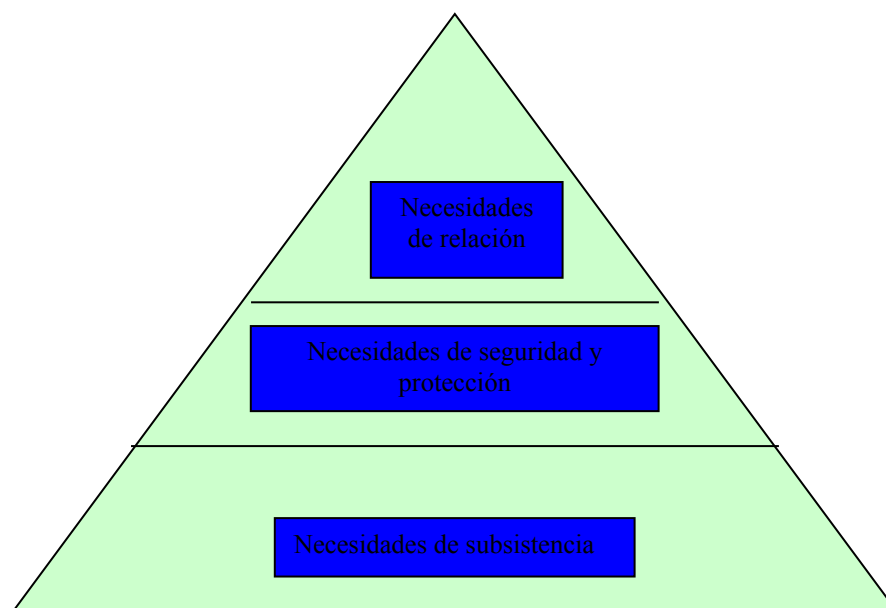 Necesidades
de relación
Necesidades de seguridad y
protección
Necesidades de subsistencia